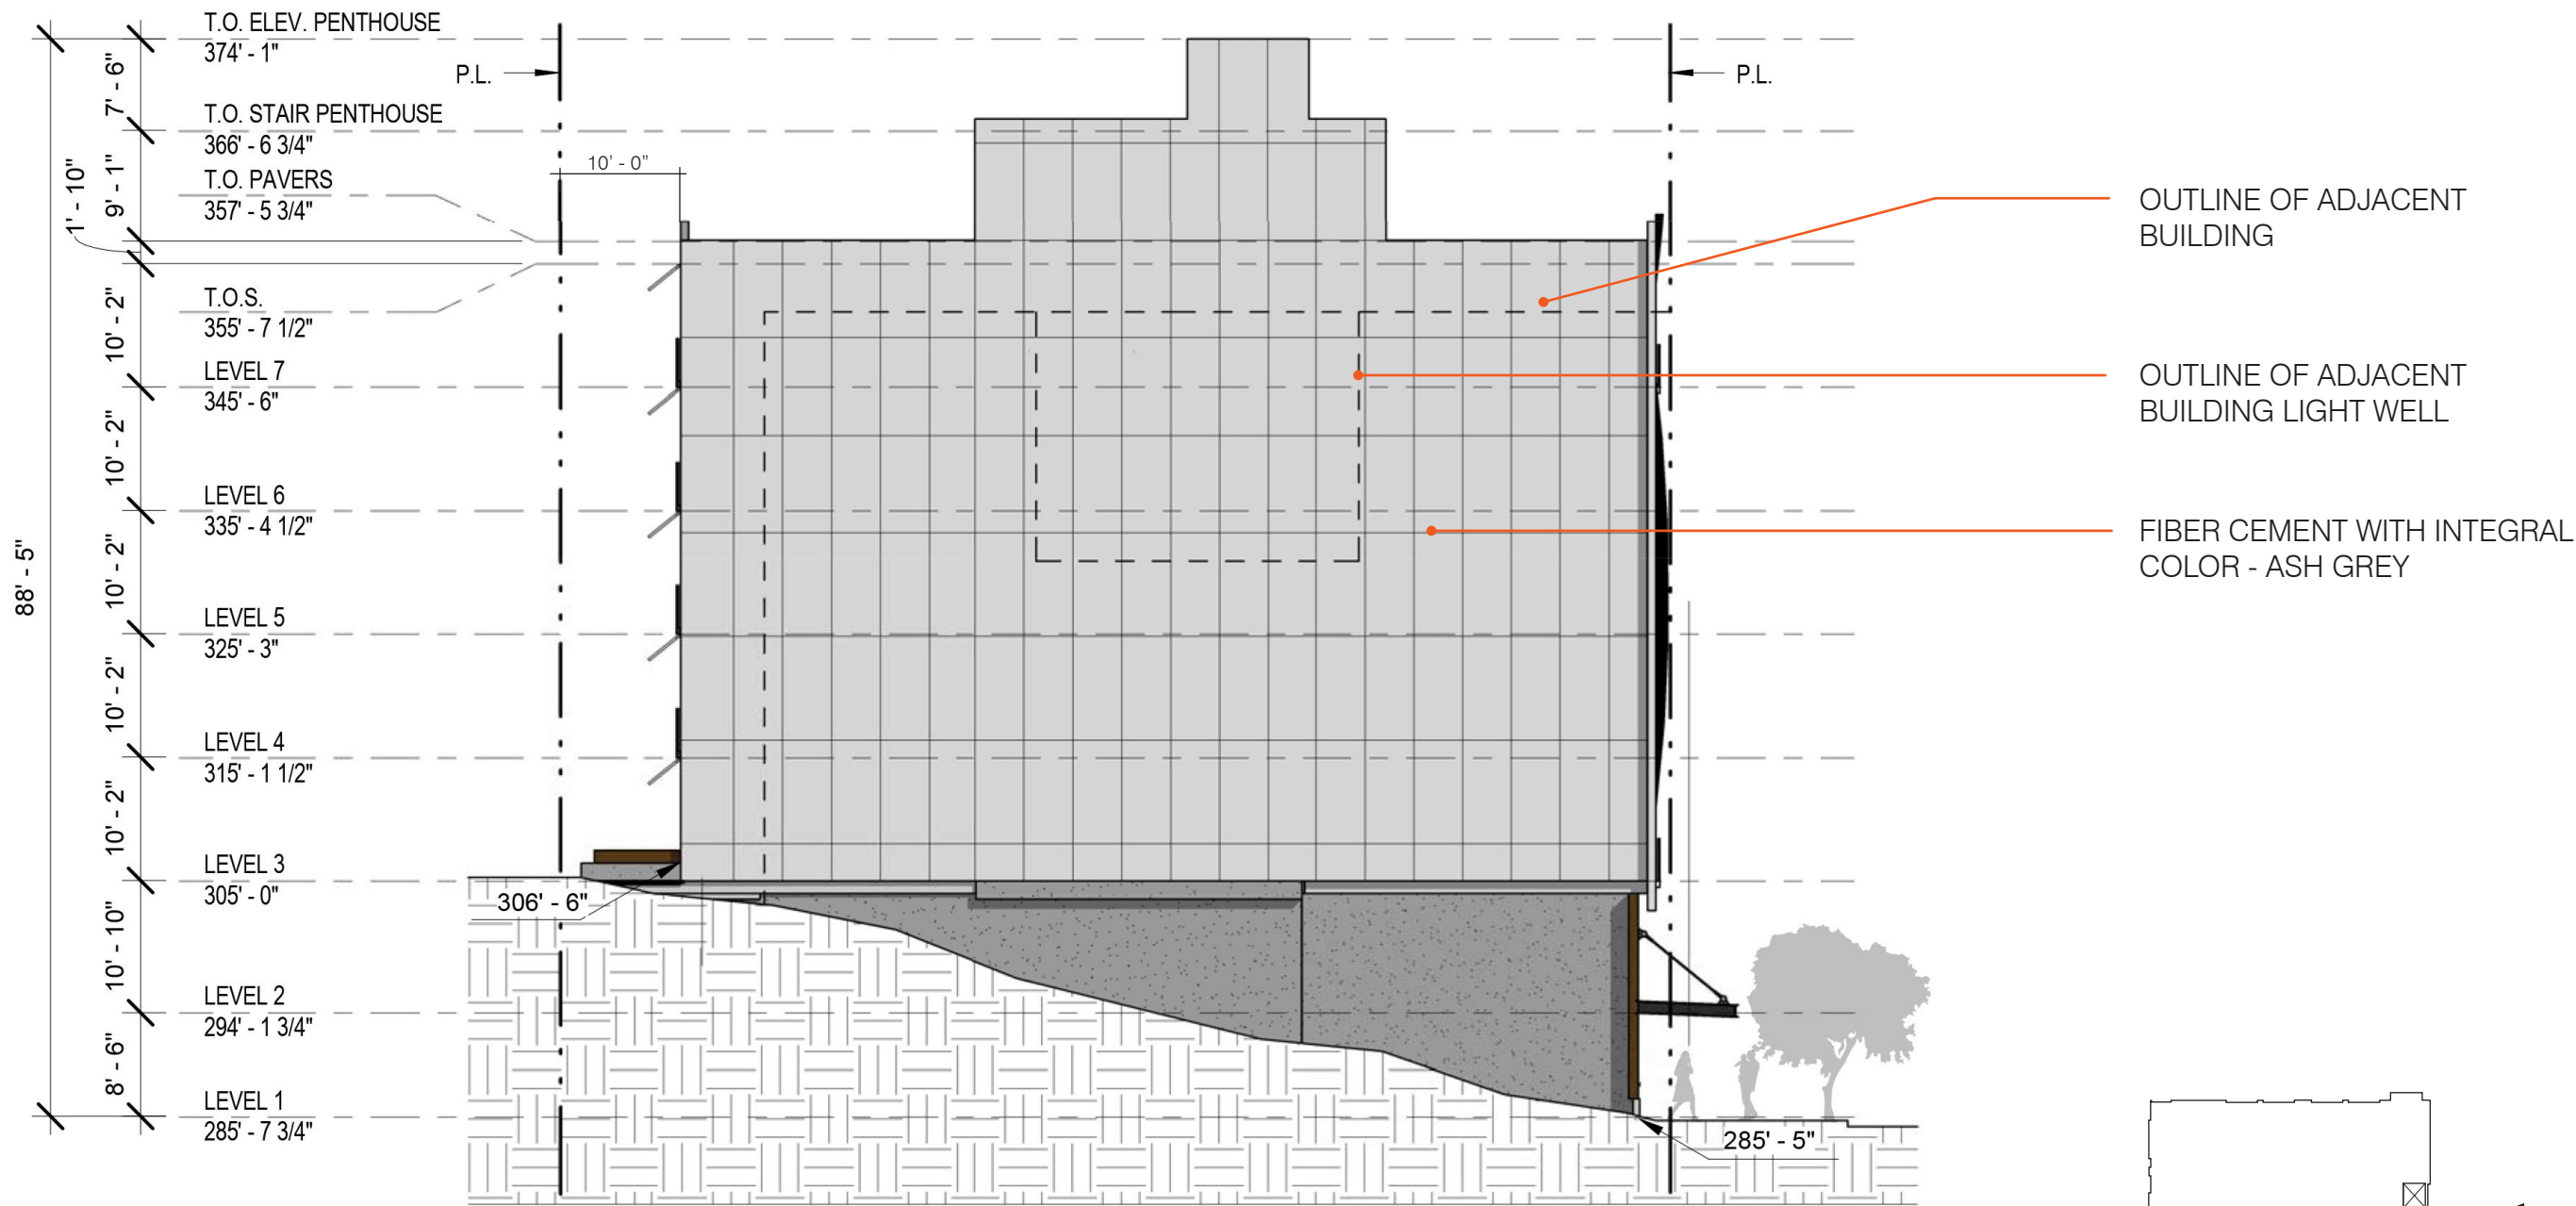 T.O. ELEV. PENTHOUSE
374' - 1"
T.O. STAIR PENTHOUSE
366' - 6 3/4"
T.O. PAVERS
357' - 5 3/4"
T.O.S.
355' - 7 1/2"
LEVEL 7
345' - 6"
LEVEL 6
335' - 4 1/2"
LEVEL 5
325' - 3"
LEVEL 4
315' - 1 1/2"
LEVEL 3
305' - 0"
LEVEL 2
294' - 1 3/4"
LEVEL 1
285' - 7 3/4"
88' - 5"
7' - 6"
9' - 1"
1' - 10"
10' - 2"
10' - 2"
10' - 2"
10' - 2"
10' - 2"
10' - 10"
8' - 6"
P.L.
P.L.
10' - 0”
306' - 6"
285' - 5"
OUTLINE OF ADJACENT
BUILDING
OUTLINE OF ADJACENT
BUILDING LIGHT WELL
FIBER CEMENT WITH INTEGRAL
COLOR - ASH GREY